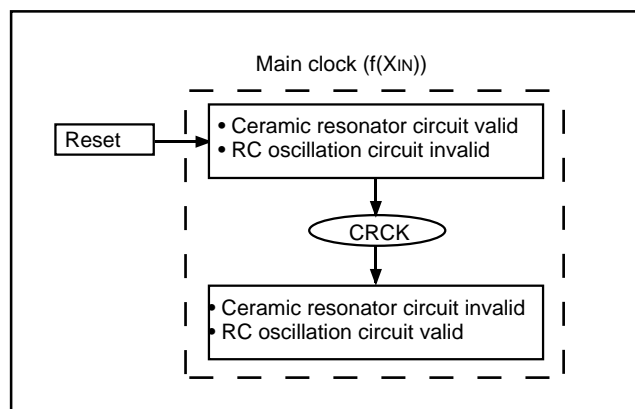 Main clock (f(XIN))
Reset
• Ceramic resonator circuit valid
• RC oscillation circuit invalid
CRCK
• Ceramic resonator circuit invalid
• RC oscillation circuit valid